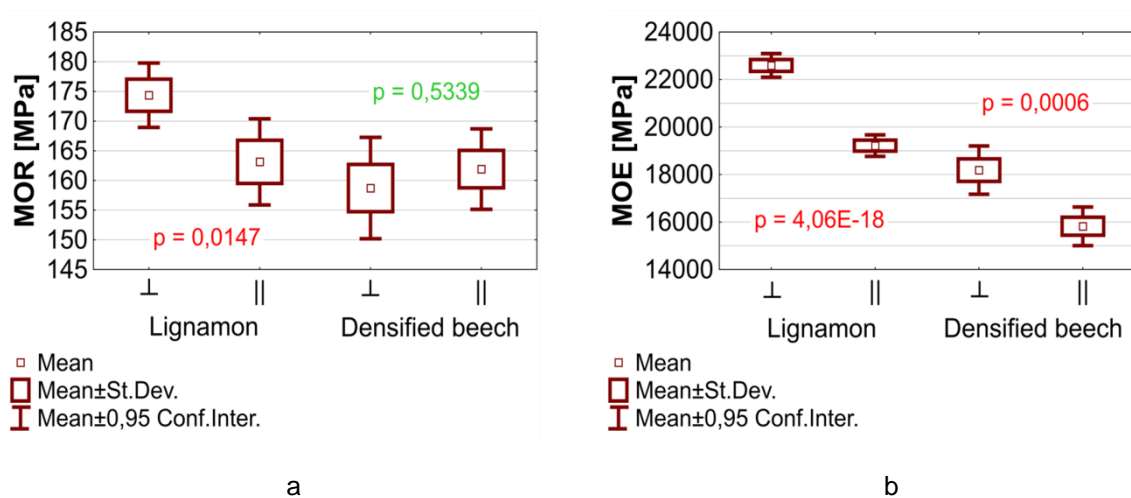 MOR [MPa]
185
180
175
170
165
160
155
150
145
p = 0,5339
p = 0,0147
⊥ || ⊥ ||
Lignamon Densified beech
Mean
Mean±St.Dev.
Mean±0,95 Conf.Inter.
a
MOE [MPa]
24000
22000
20000
18000
16000
14000
p = 0,0006
p = 4,06E-18
⊥ || ⊥ ||
Lignamon Densified beech
Mean
Mean±St.Dev.
Mean±0,95 Conf.Inter.
b